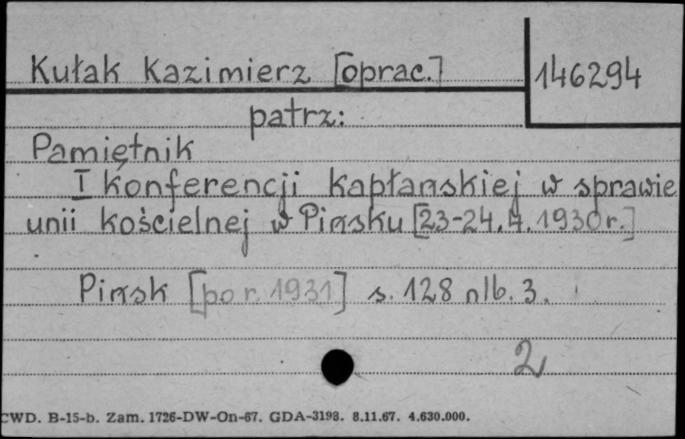 Kułak Kazimierz [oprac.]
146294
patrz:
Pamiętnik
I konferencji kapłańskiej w sprawie
unii kościelnej w Pińsku [23-24.4.1930r.]
Pińsk [po r. 1931] s. 128 nlb. 3.
2
CWD. B-15-b. Zam. 1726-DW-On-67. GDA-3198. 8.11.67. 4.630.000.